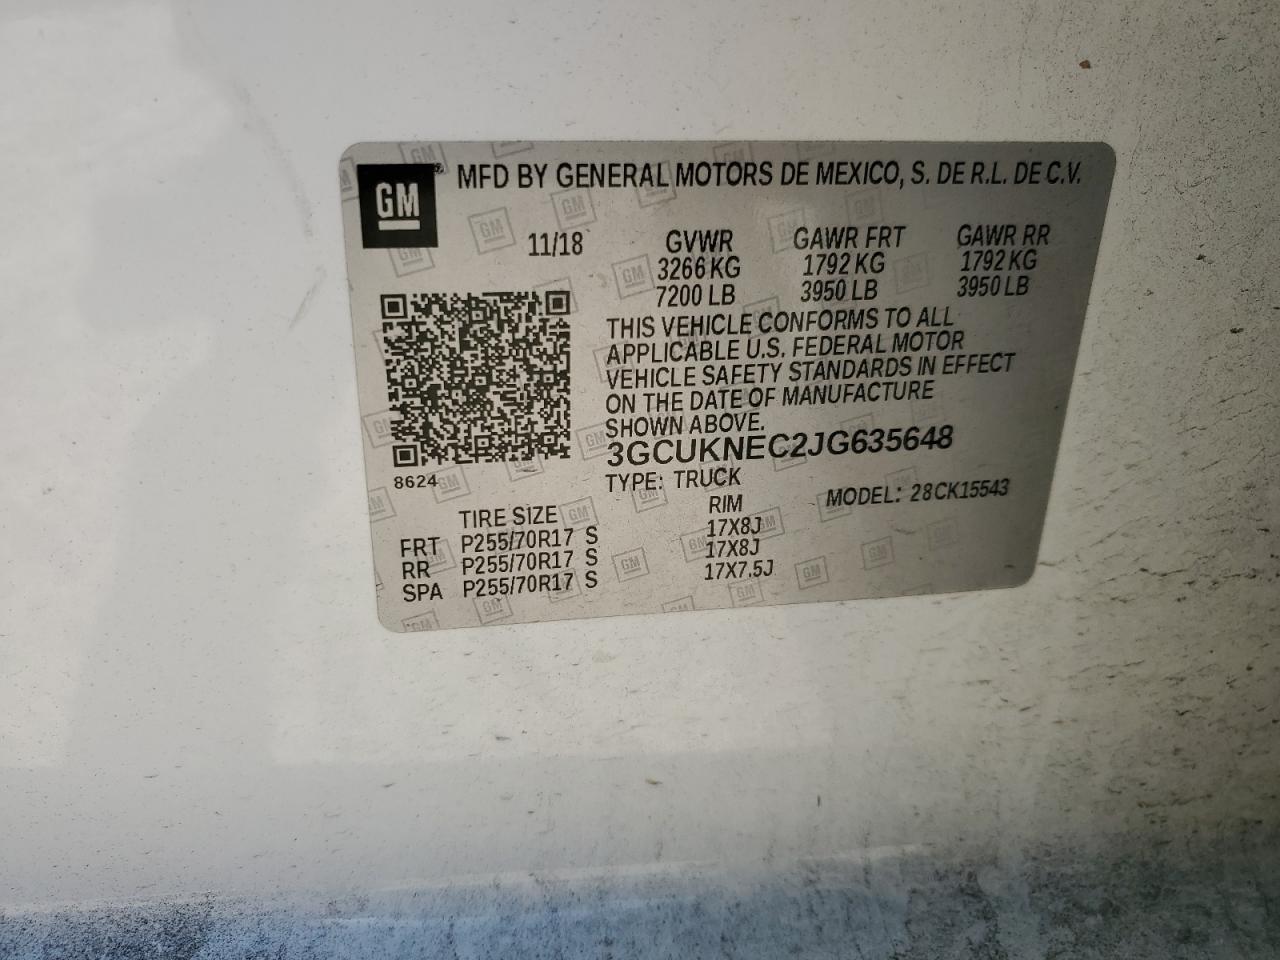 GM® MFD BY GENERAL MOTORS DE MEXICO, S. DE R.L. DE C.V.
11/18 GVWR GAWR FRT GAWR RR
3266 KG 1792 KG 1792 KG
7200 LB 3950 LB 3950 LB
THIS VEHICLE CONFORMS TO ALL
APPLICABLE U.S. FEDERAL MOTOR
VEHICLE SAFETY STANDARDS IN EFFECT
ON THE DATE OF MANUFACTURE
SHOWN ABOVE.
3GCUKNEC2JG635648
8624 TYPE: TRUCK MODEL: 28CK15543
TIRE SIZE RIM
FRT P255/70R17 S 17X8J
RR P255/70R17 S 17X8J
SPA P255/70R17 S 17X7.5J